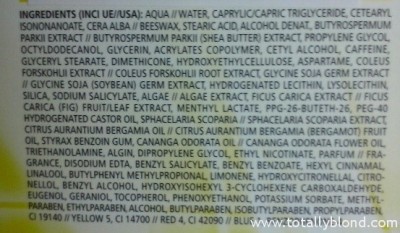 INGREDIENTS (INCI UE/USA): AQUA // WATER, CAPRYLIC/CAPRIC TRIGLYCERIDE, CETEARYL
ISONONANOATE, CERA ALBA // BEESWAX, STEARIC ACID, ALCOHOL DENAT, BUTYROSPERMUM
PARKII EXTRACT // BUTYROSPERMUM PARKII (SHEA BUTTER) EXTRACT, PROPYLENE GLYCOL,
OCTYLDODECANOL, GLYCERIN, ACRYLATES COPOLYMER, CETYL ALCOHOL, CAFFEINE,
GLYCERYL STEARATE, DIMETHICONE, HYDROXYETHYLCELLULOSE, ASPARTAME, COLEUS
FORSKOHLII EXTRACT // COLEUS FORSKOHLII ROOT EXTRACT, GLYCINE SOJA GERM EXTRACT
// GLYCINE SOJA (SOYBEAN) GERM EXTRACT, HYDROGENATED LECITHIN, LYSOLECITHIN,
SILICA, SODIUM SALICYLATE, ALGAE // ALGAE EXTRACT, FICUS CARICA EXTRACT // FICUS
CARICA (FIG) FRUIT/LEAF EXTRACT, MENTHYL LACTATE, PPG-26-BUTETH-26, PEG-40
HYDROGENATED CASTOR OIL, SPHACELARIA SCOPARIA // SPHACELARIA SCOPARIA EXTRACT,
CITRUS AURANTIUM BERGAMIA OIL // CITRUS AURANTIUM BERGAMIA (BERGAMOT) FRUIT
OIL, STYRAX BENZOIN GUM, CANANGA ODORATA OIL // CANANGA ODORATA FLOWER OIL,
TRIETHANOLAMINE, ALGIN, DIPROPYLENE GLYCOL, ETHYL NICOTINATE, PARFUM // FRA-
GRANCE, DISODIUM EDTA, BENZYL SALICYLATE, BENZYL BENZOATE, HEXYL CINNAMAL,
LINALOOL, BUTYLPHENYL METHYLPROPIONAL, LIMONENE, HYDROXYCITRONELLAL, CITRO-
NELLOL, BENZYL ALCOHOL, HYDROXYISOHEXYL 3-CYCLOHEXENE CARBOXALDEHYDE,
EUGENOL, GERANIOL, TOCOPHEROL, PHENOXYETHANOL, POTASSIUM SORBATE, METHYL-
PARABEN, ETHYLPARABEN, ALCOHOL, BUTYLPARABEN, ISOBUTYLPARABEN, PROPYLPARABEN,
CI 19140 // YELLOW 5, CI 14700 // RED 4, CI 42090 // BLUE
www.totallyblond.com